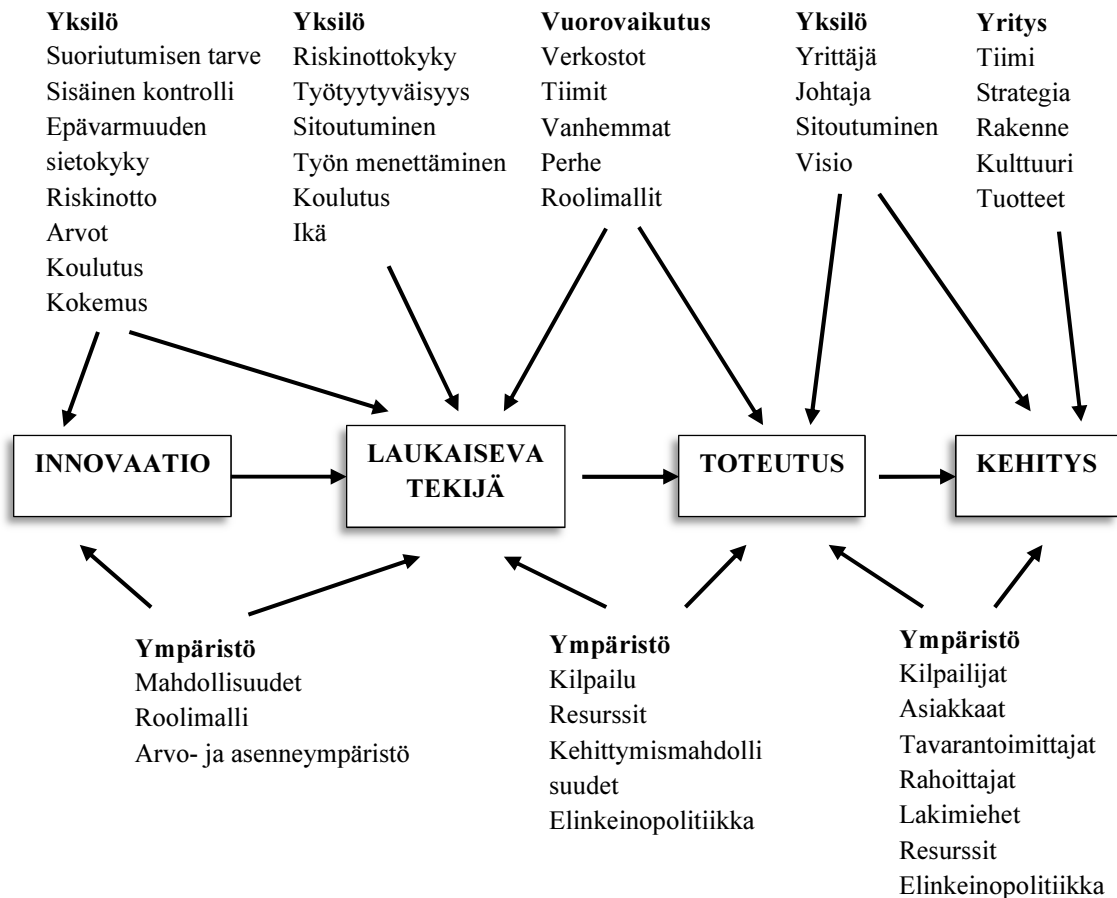 Yksilö
Suoriutumisen tarve
Sisäinen kontrolli
Epävarmuuden
sietokyky
Riskinotto
Arvot
Koulutus
Kokemus
Yksilö
Riskinottokyky
Työtyytyväisyys
Sitoutuminen
Työn menettäminen
Koulutus
Ikä
Vuorovaikutus
Verkostot
Tiimit
Vanhemmat
Perhe
Roolimallit
Yksilö
Yrittäjä
Johtaja
Sitoutuminen
Visio
Yritys
Tiimi
Strategia
Rakenne
Kulttuuri
Tuotteet
INNOVAATIO
LAUKAISEVA
TEKIJÄ
TOTEUTUS
KEHITYS
Ympäristö
Mahdollisuudet
Roolimalli
Arvo- ja asenneympäristö
Ympäristö
Kilpailu
Resurssit
Kehittymismahdolli
suudet
Elinkeinopolitiikka
Ympäristö
Kilpailijat
Asiakkaat
Tavarantoimittajat
Rahoittajat
Lakimiehet
Resurssit
Elinkeinopolitiikka